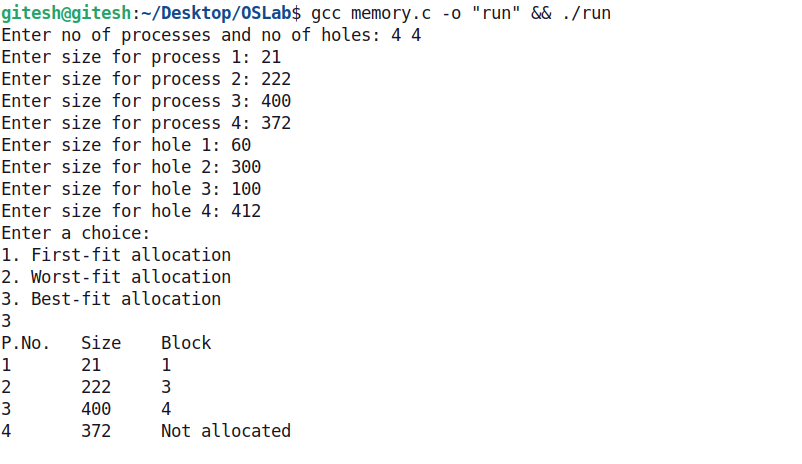 gitesh@gitesh:~/Desktop/OSLab$ gcc memory.c -o "run" && ./run
Enter no of processes and no of holes: 4 4
Enter size for process 1: 21
Enter size for process 2: 222
Enter size for process 3: 400
Enter size for process 4: 372
Enter size for hole 1: 60
Enter size for hole 2: 300
Enter size for hole 3: 100
Enter size for hole 4: 412
Enter a choice:
1. First-fit allocation
2. Worst-fit allocation
3. Best-fit allocation
3
P.No.   Size    Block
1       21      1
2       222     3
3       400     4
4       372     Not allocated